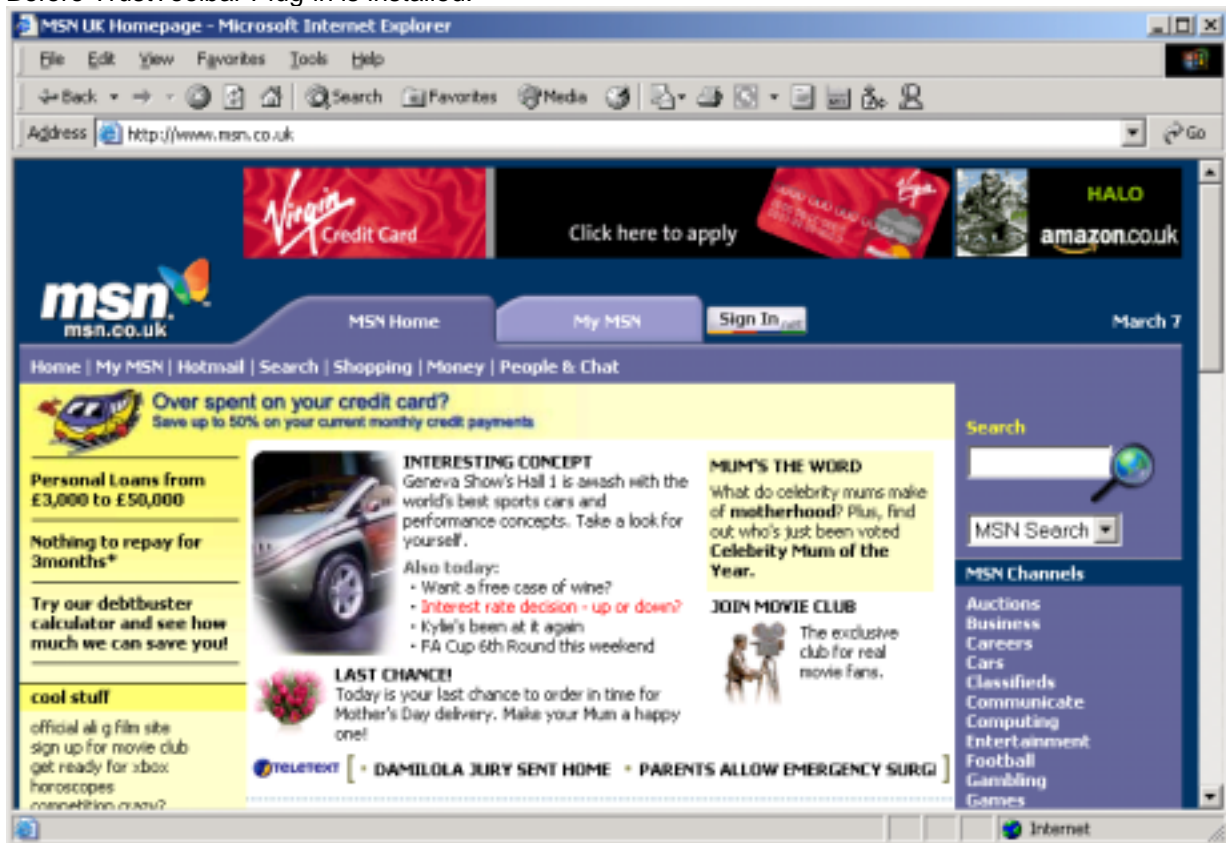 Before TrustToolbar Plug-in is installed:
MSN UK Homepage - Microsoft Internet Explorer
File Edit View Favorites Tools Help
Back Search Favorites Media
Address http://www.msn.co.uk Go
Virgin Credit Card
Click here to apply
Virgin
HALO
amazon.co.uk
msn
msn.co.uk
MSN Home
My MSN
Sign In .net
March 7
Home | My MSN | Hotmail | Search | Shopping | Money | People & Chat
Over spent on your credit card?
Save up to 50% on your current monthly credit payments
Personal Loans from
£3,000 to £50,000
Nothing to repay for
3months*
Try our debtbuster
calculator and see how
much we can save you!
cool stuff
official ali g film site
sign up for movie club
get ready for xbox
horoscopes
competition crazy?
INTERESTING CONCEPT
Geneva Show's Hall 1 is awash with the
world's best sports cars and
performance concepts. Take a look for
yourself.
Also today:
· Want a free case of wine?
· Interest rate decision - up or down?
· Kylie's been at it again
· FA Cup 6th Round this weekend
LAST CHANCE!
Today is your last chance to order in time for
Mother's Day delivery. Make your Mum a happy
one!
MUM'S THE WORD
What do celebrity mums make
of motherhood? Plus, find
out who's just been voted
Celebrity Mum of the
Year.
JOIN MOVIE CLUB
The exclusive
club for real
movie fans.
TELETEXT [ · DAMILOLA JURY SENT HOME · PARENTS ALLOW EMERGENCY SURG ]
Search
MSN Search
MSN Channels
Auctions
Business
Careers
Cars
Classifieds
Communicate
Computing
Entertainment
Football
Gambling
Games
Internet